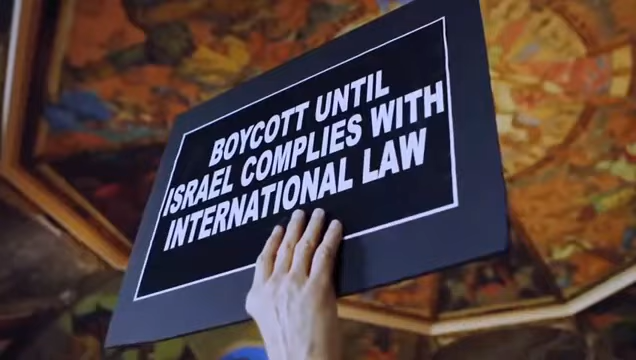 BOYCOTT UNTIL
ISRAEL COMPLIES WITH
INTERNATIONAL LAW